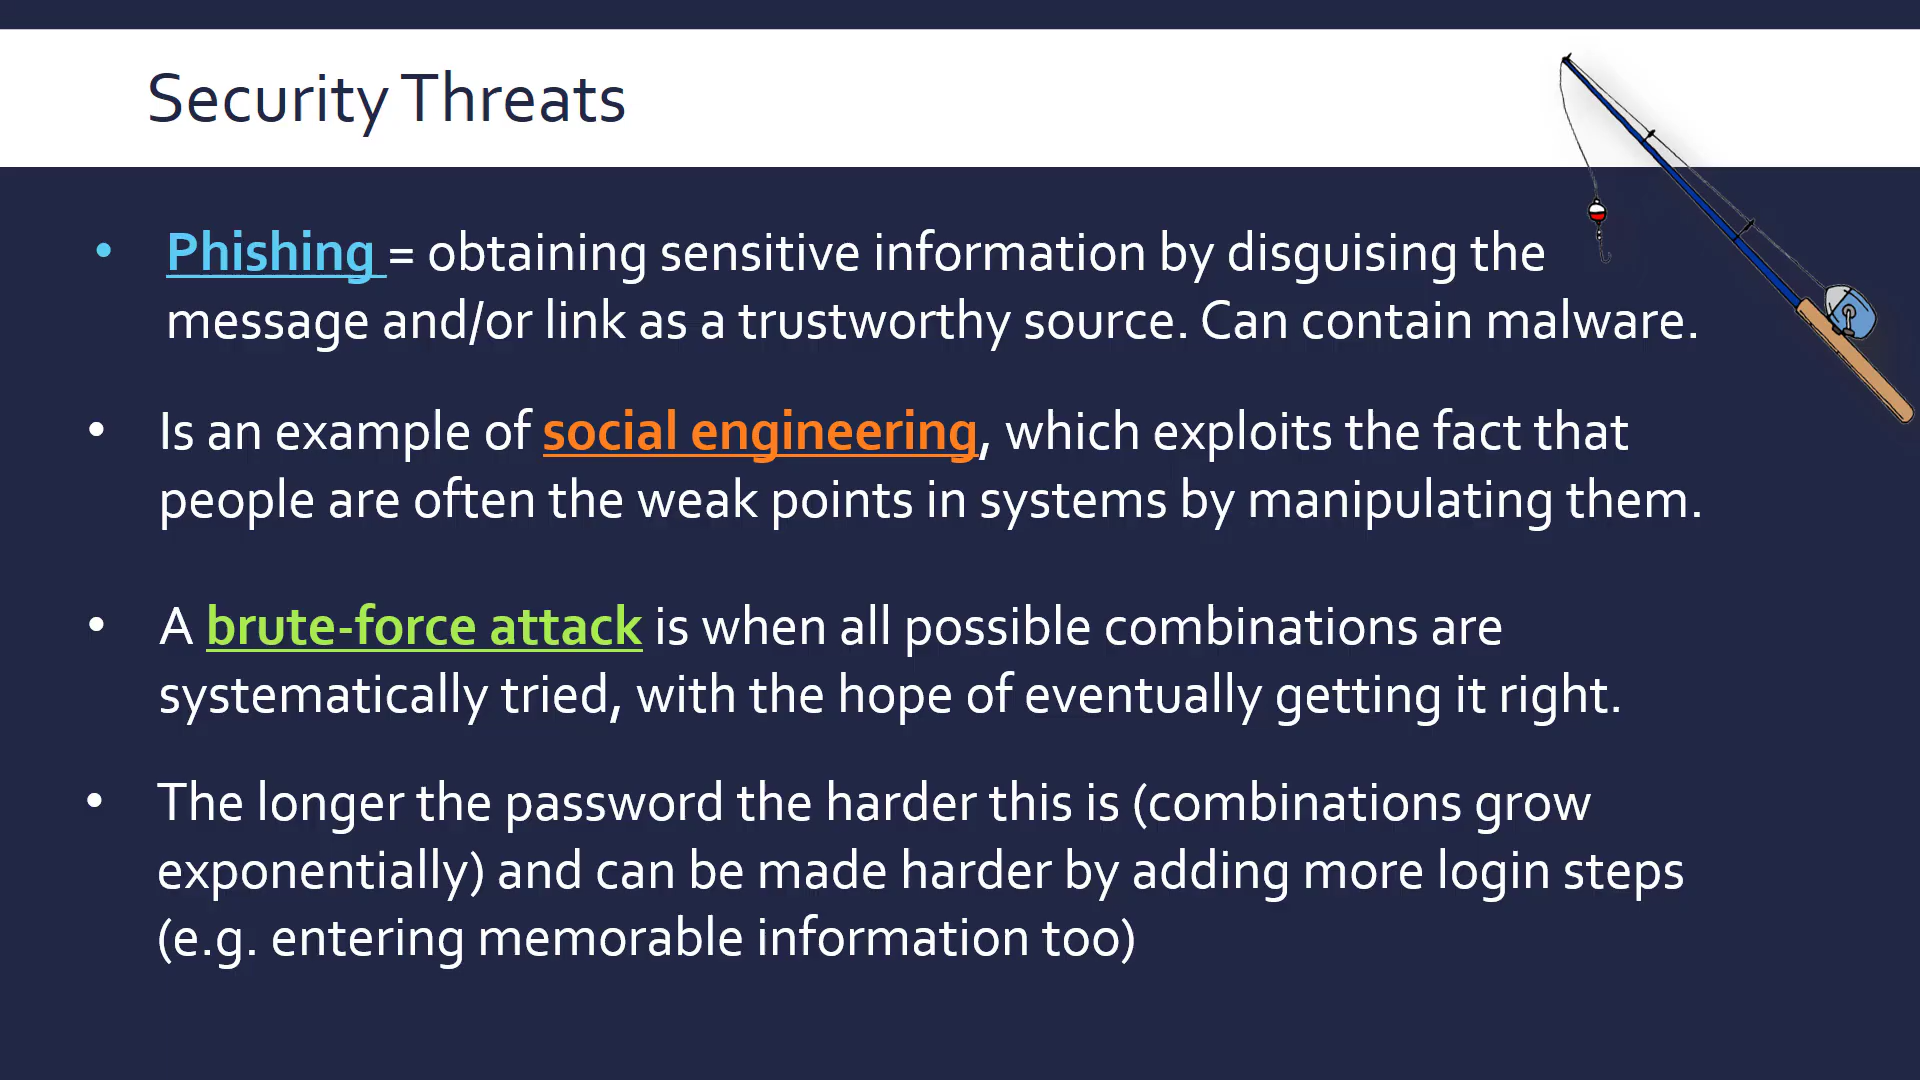 Security Threats
• Phishing = obtaining sensitive information by disguising the
message and/or link as a trustworthy source. Can contain malware.
• Is an example of social engineering, which exploits the fact that
people are often the weak points in systems by manipulating them.
• A brute-force attack is when all possible combinations are
systematically tried, with the hope of eventually getting it right.
• The longer the password the harder this is (combinations grow
exponentially) and can be made harder by adding more login steps
(e.g. entering memorable information too)